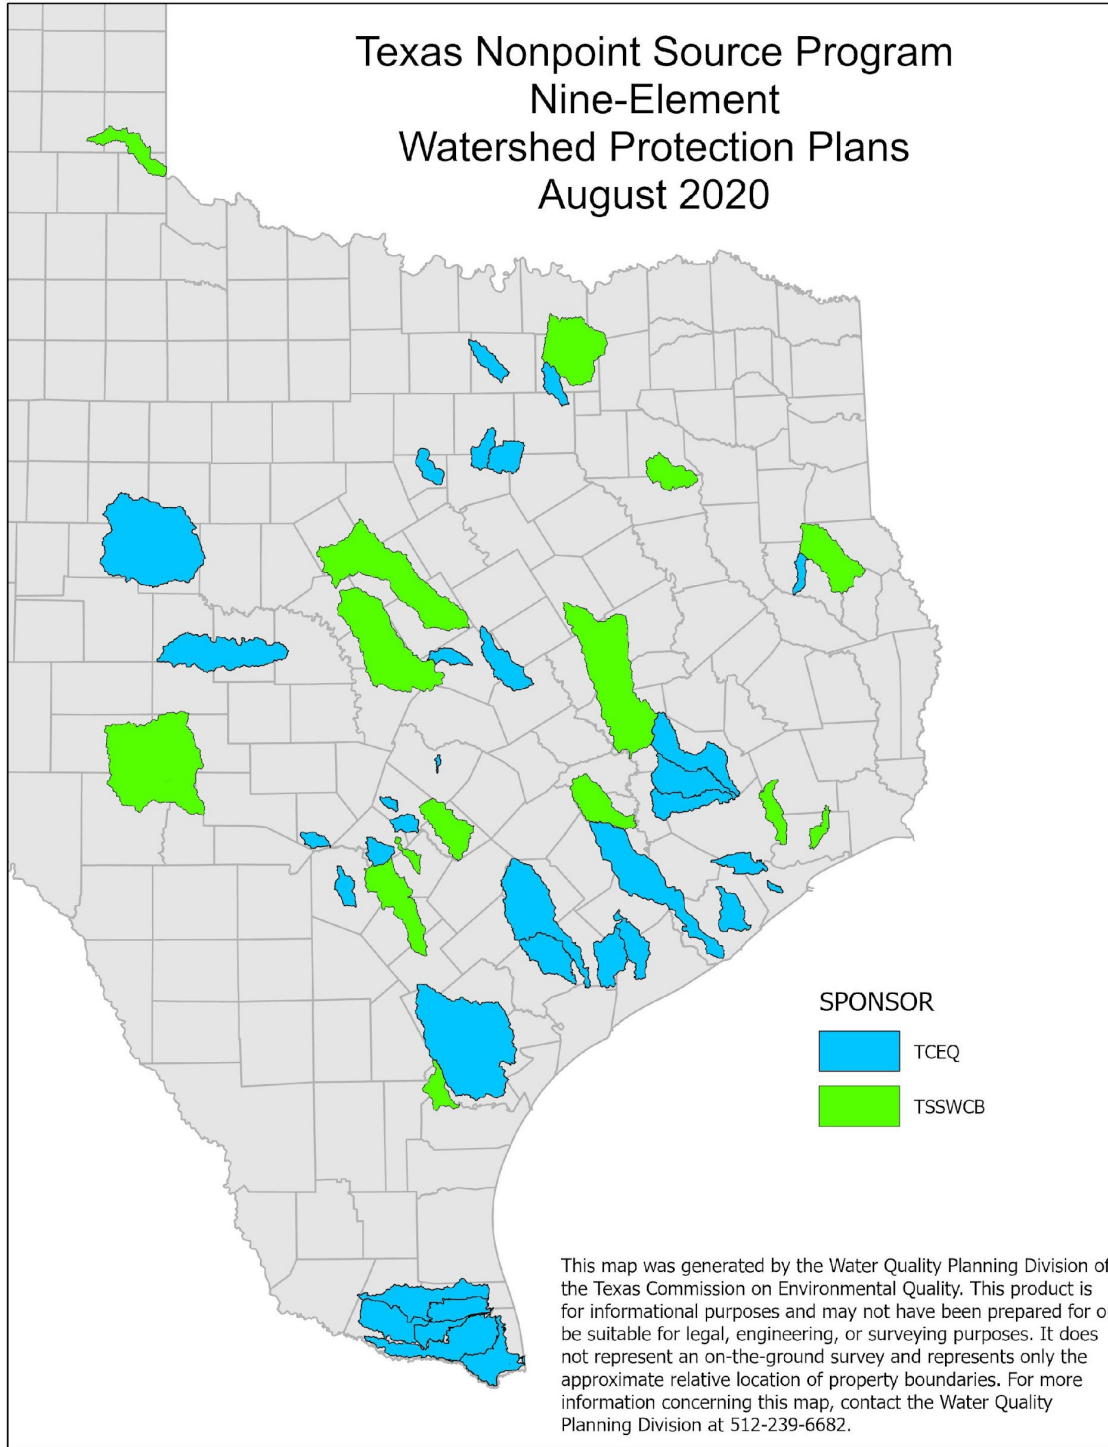 Texas Nonpoint Source Program
Nine-Element
Watershed Protection Plans
August 2020
SPONSOR
TCEQ
TSSWCB
This map was generated by the Water Quality Planning Division of
the Texas Commission on Environmental Quality. This product is
for informational purposes and may not have been prepared for o
be suitable for legal, engineering, or surveying purposes. It does
not represent an on-the-ground survey and represents only the
approximate relative location of property boundaries. For more
information concerning this map, contact the Water Quality
Planning Division at 512-239-6682.